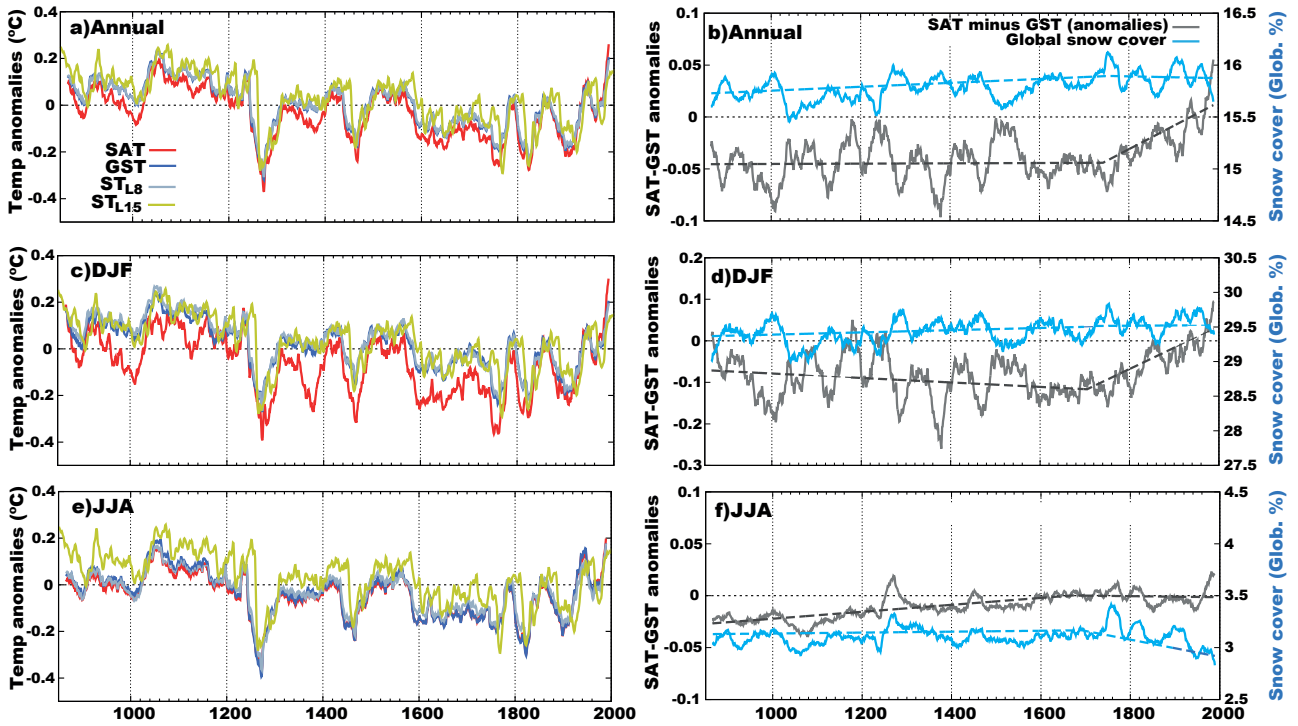 a)Annual
Temp anomalies (°C)
0.4
0.2
0
-0.2
-0.4
SAT
GST
ST_L8
ST_L15
b)Annual
SAT minus GST (anomalies)
Global snow cover
SAT-GST anomalies
0.1
0.05
0
-0.05
-0.1
16.5
16
15.5
15
14.5
Snow cover (Glob. %)
c)DJF
Temp anomalies (°C)
0.4
0.2
0
-0.2
-0.4
d)DJF
SAT-GST anomalies
0.2
0.1
0
-0.1
-0.2
-0.3
30.5
30
29.5
29
28.5
28
27.5
Snow cover (Glob. %)
e)JJA
Temp anomalies (°C)
0.4
0.2
0
-0.2
-0.4
1000 1200 1400 1600 1800 2000
f)JJA
SAT-GST anomalies
0.1
0.05
0
-0.05
-0.1
4.5
4
3.5
3
2.5
Snow cover (Glob. %)
1000 1200 1400 1600 1800 2000